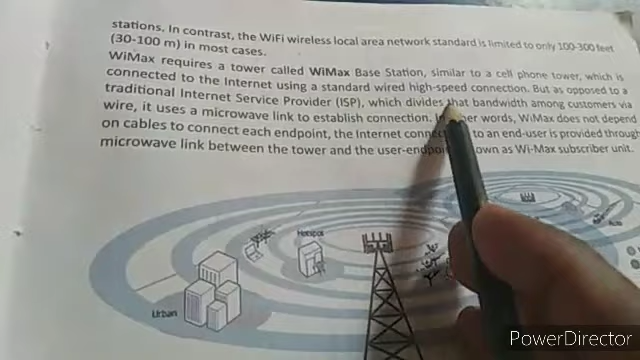 stations. In contrast, the WiFi wireless local area network standard is limited to only 100-300 feet
(30-100 m) in most cases.
WiMax requires a tower called WiMax Base Station, similar to a cell phone tower, which is
connected to the Internet using a standard wired high-speed connection. But as opposed to a
traditional Internet Service Provider (ISP), which divides that bandwidth among customers via
wire, it uses a microwave link to establish connection. In other words, WiMax does not depend
on cables to connect each endpoint, the Internet to an end-user is provided through
microwave link between the tower and the user-endpoint known as Wi-Max subscriber unit.
Hotspot
Urban
PowerDirector